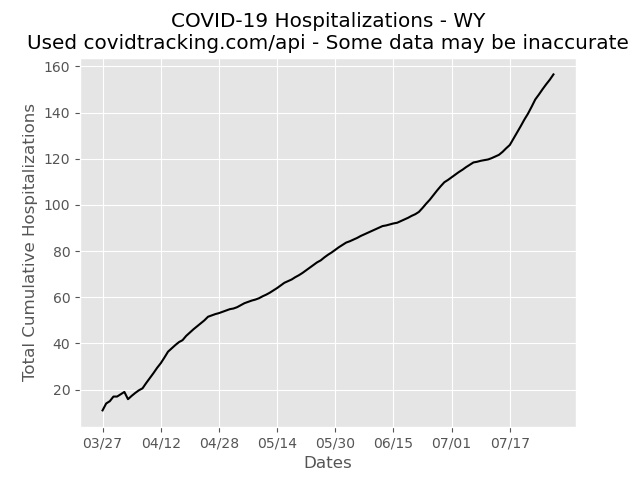 COVID-19 Hospitalizations - WY
Used covidtracking.com/api - Some data may be inaccurate
160
140
120
100
80
60
40
20
Total Cumulative Hospitalizations
03/27 04/12 04/28 05/14 05/30 06/15 07/01 07/17
Dates